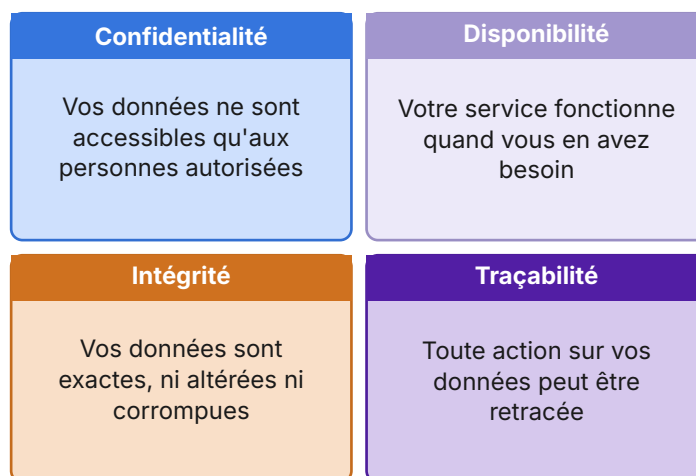 Confidentialité
Vos données ne sont
accessibles qu'aux
personnes autorisées
Disponibilité
Votre service fonctionne
quand vous en avez
besoin
Intégrité
Vos données sont
exactes, ni altérées ni
corrompues
Traçabilité
Toute action sur vos
données peut être
retracée